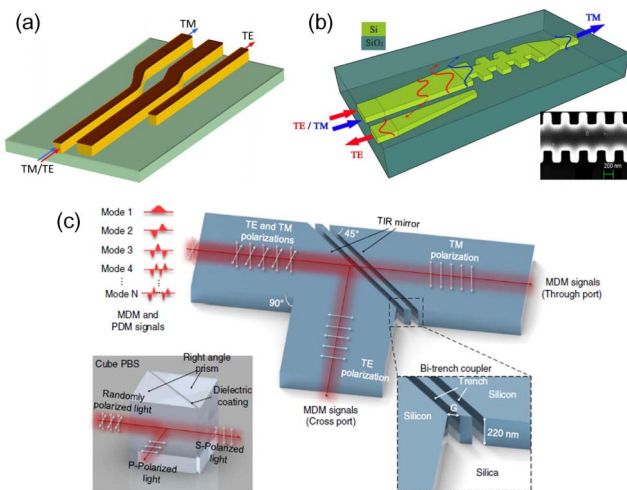 (a)
TM
TE
TM/TE
(b)
Si
SiO₂
TM
TE / TM
TE
200 nm
(c)
Mode 1
Mode 2
Mode 3
Mode 4
⋮
Mode N
MDM and
PDM signals
TE and TM
polarizations
45°
TIR mirror
TM
polarization
MDM signals
(Through port)
90°
TE
polarization
MDM signals
(Cross port)
Cube PBS
Right angle
prism
Dielectric
coating
Randomly
polarized light
S-Polarized
light
P-Polarized
light
Bi-trench coupler
Trench
Silicon
G
Silicon
220 nm
Silica